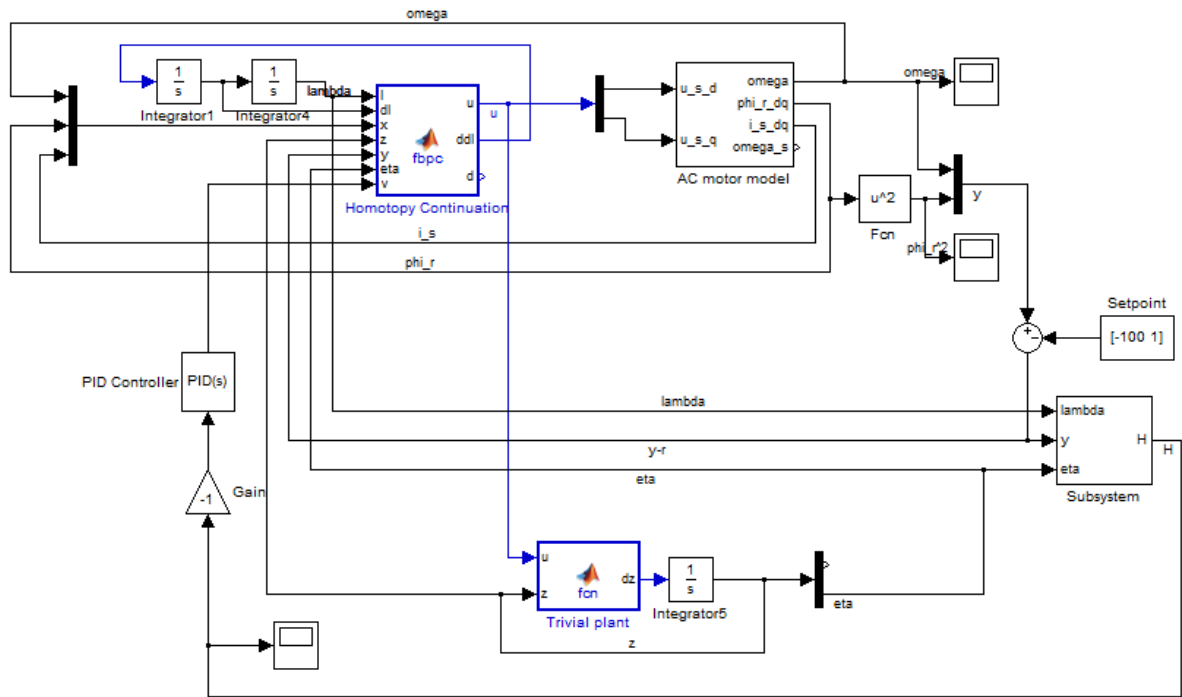 omega
1
s
Integrator1
1
s
Integrator4
lambda
l
dl
x
z
y
eta
v
u
ddl
d
fbpc
Homotopy Continuation
u
u_s_d
u_s_q
omega
phi_r_dq
i_s_dq
omega_s
AC motor model
omega
y
u^2
Fcn
phi_r^2
i_s
phi_r
Setpoint
[-100 1]
+
-
PID Controller
PID(s)
-1
Gain
lambda
y-r
eta
lambda
y
eta
H
Subsystem
H
u
z
dz
fcn
Trivial plant
1
s
Integrator5
z
eta